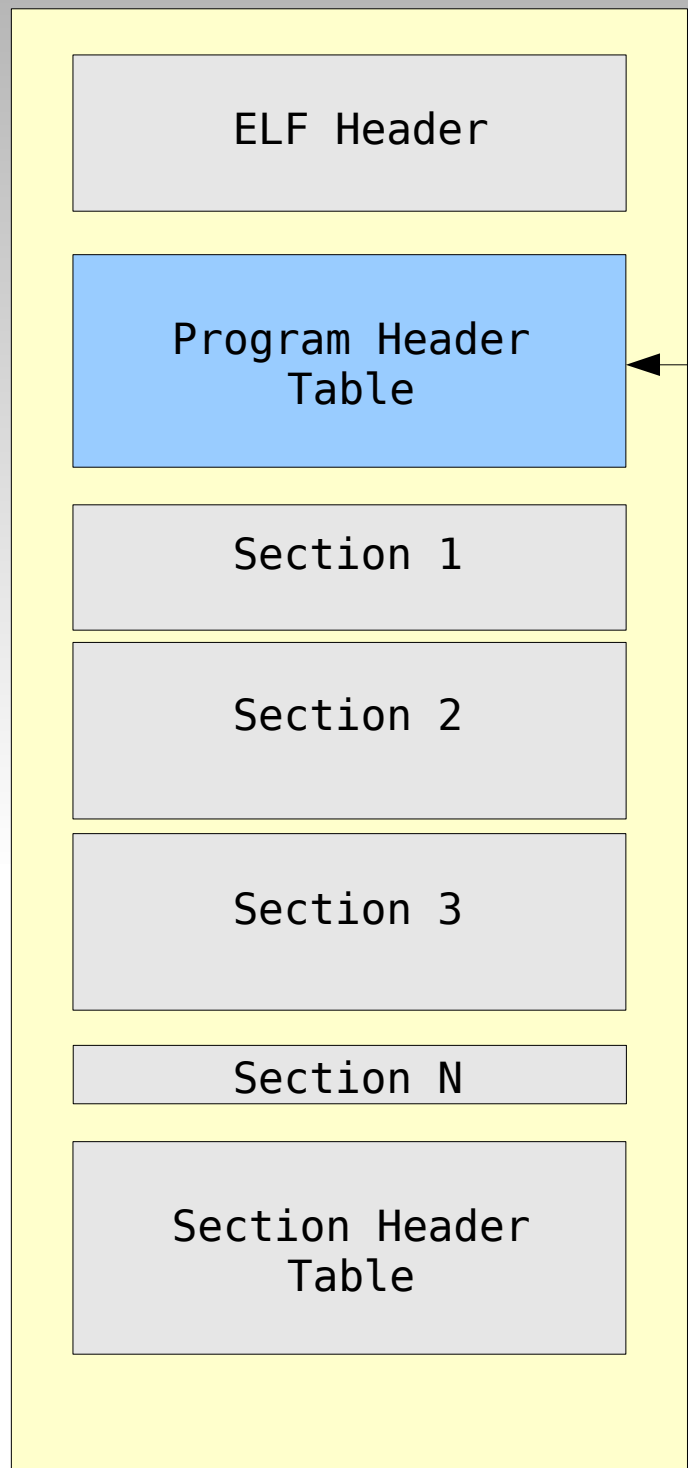 ELF Header
Program Header
Table
Section 1
Section 2
Section 3
Section N
Section Header
Table